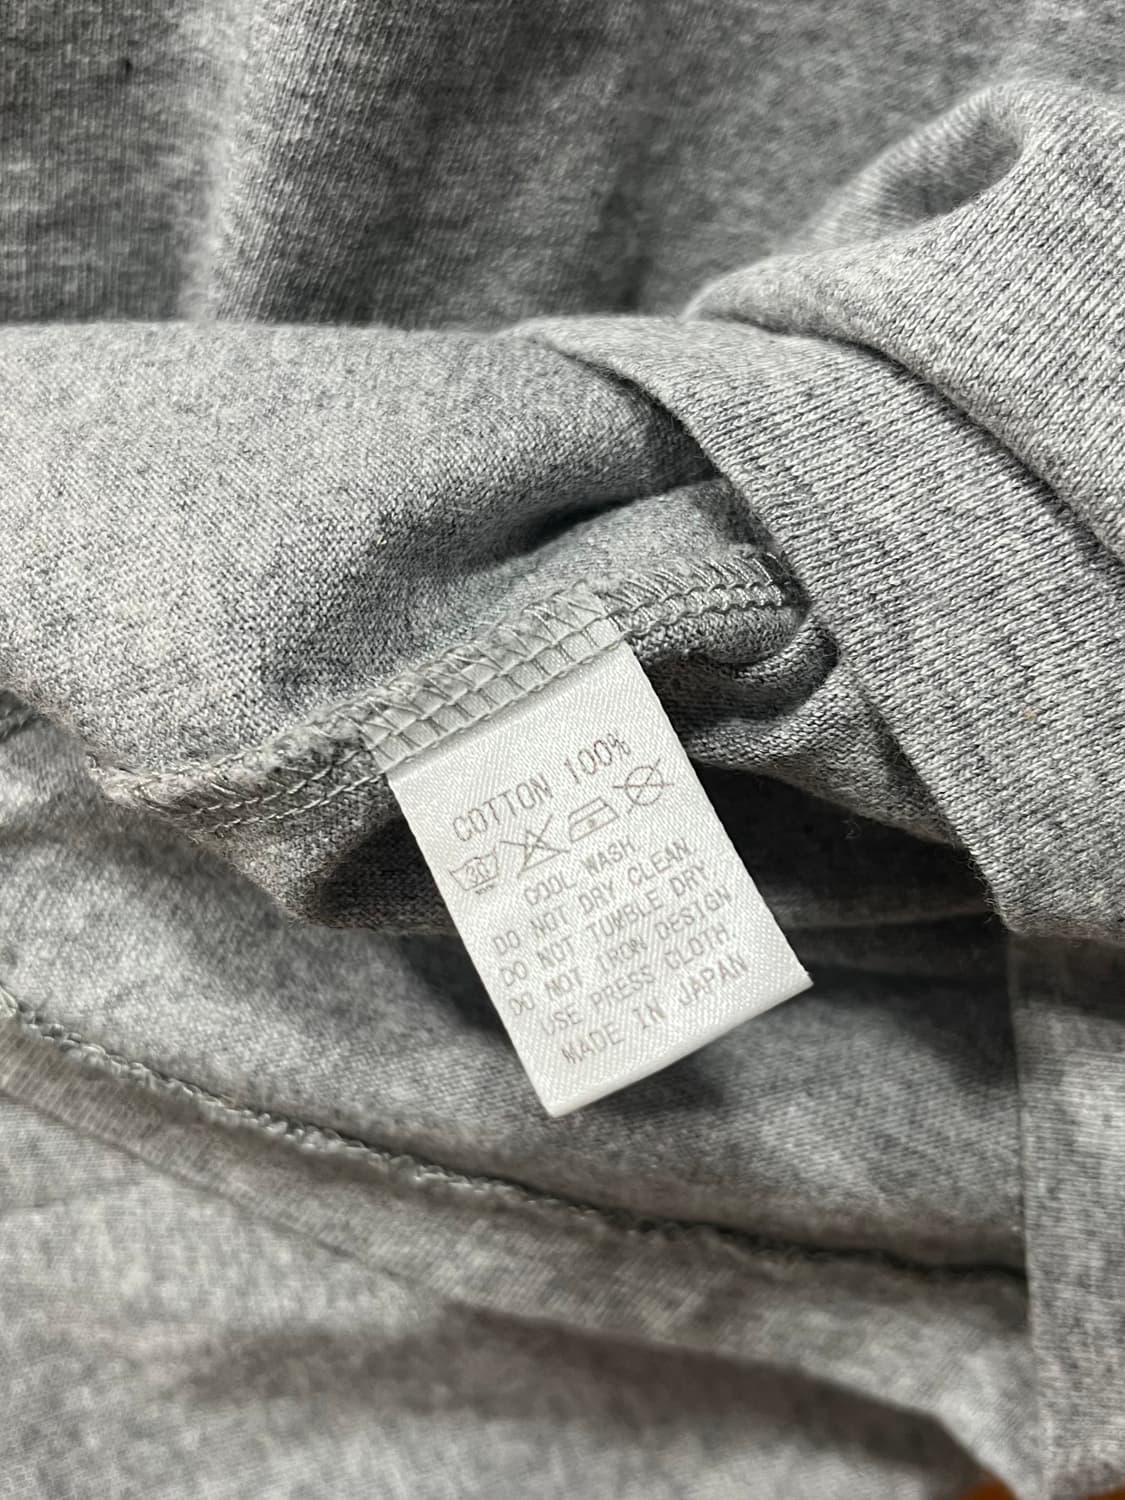 COTTON 100%
30
COOL WASH
DO NOT DRY CLEAN.
DO NOT TUMBLE DRY.
DO NOT IRON DESIGN
USE PRESS CLOTH
MADE IN JAPAN